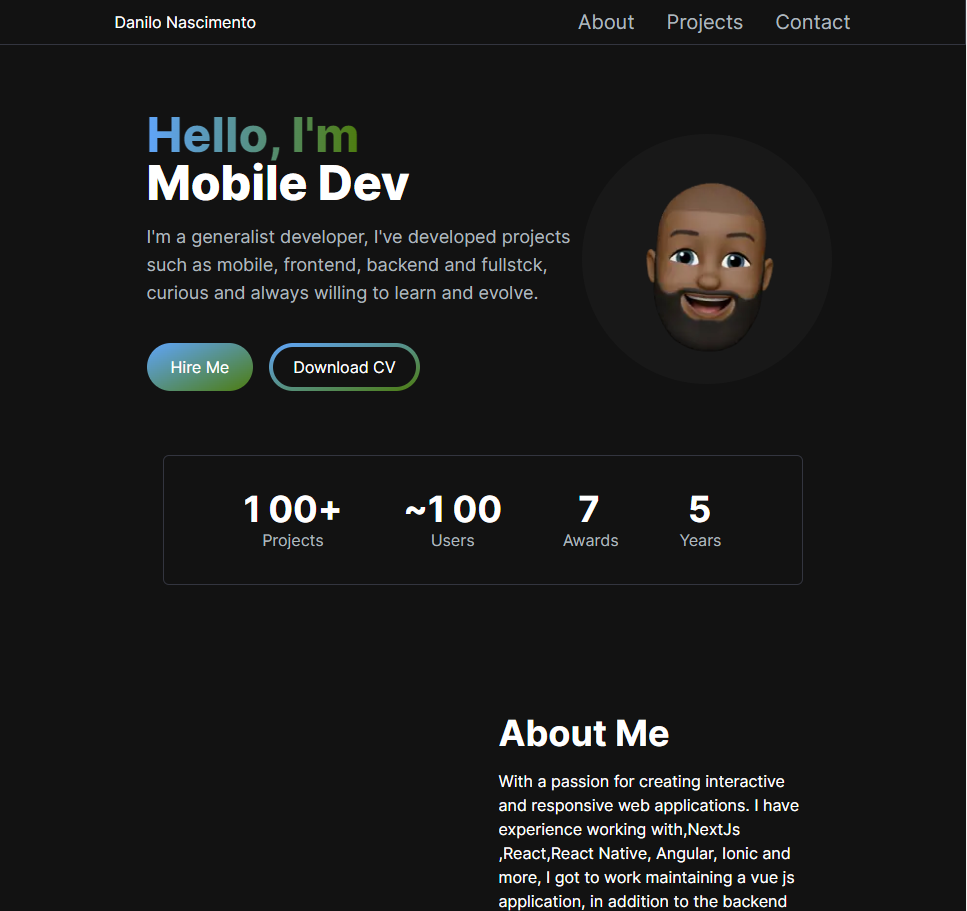 Danilo Nascimento
About Projects Contact
Hello, I'm
Mobile Dev
I'm a generalist developer, I've developed projects
such as mobile, frontend, backend and fullstck,
curious and always willing to learn and evolve.
Hire Me
Download CV
100+ ~100 7 5
Projects Users Awards Years
About Me
With a passion for creating interactive
and responsive web applications. I have
experience working with,NextJs
,React,React Native, Angular, Ionic and
more, I got to work maintaining a vue js
application, in addition to the backend